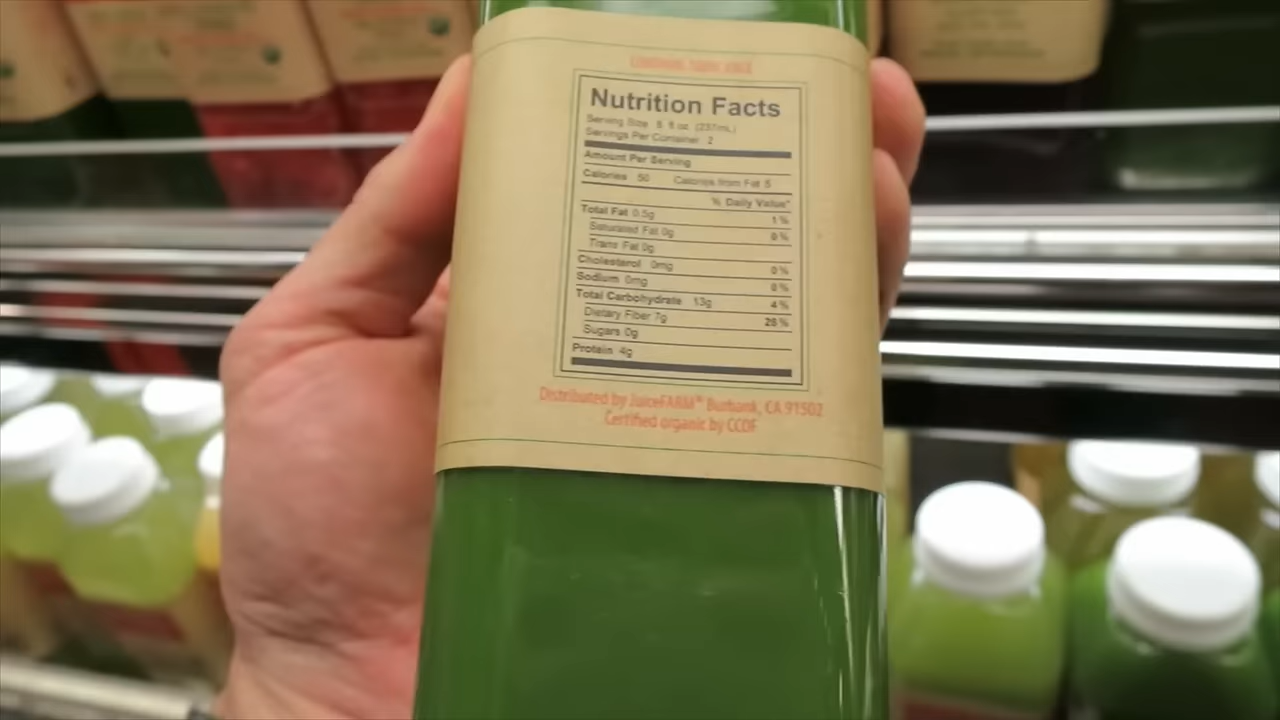 Nutrition Facts
Serving Size 8 fl oz (237mL)
Servings Per Container 2
Amount Per Serving
Calories 50 Calories from Fat 5
% Daily Value*
Total Fat 0.5g 1%
Saturated Fat 0g 0%
Trans Fat 0g
Cholesterol 0mg 0%
Sodium 0mg 0%
Total Carbohydrate 13g 4%
Dietary Fiber 7g 28%
Sugars 0g
Protein 4g
Distributed by JuiceFARM™ Burbank, CA 91502
Certified organic by CCOF